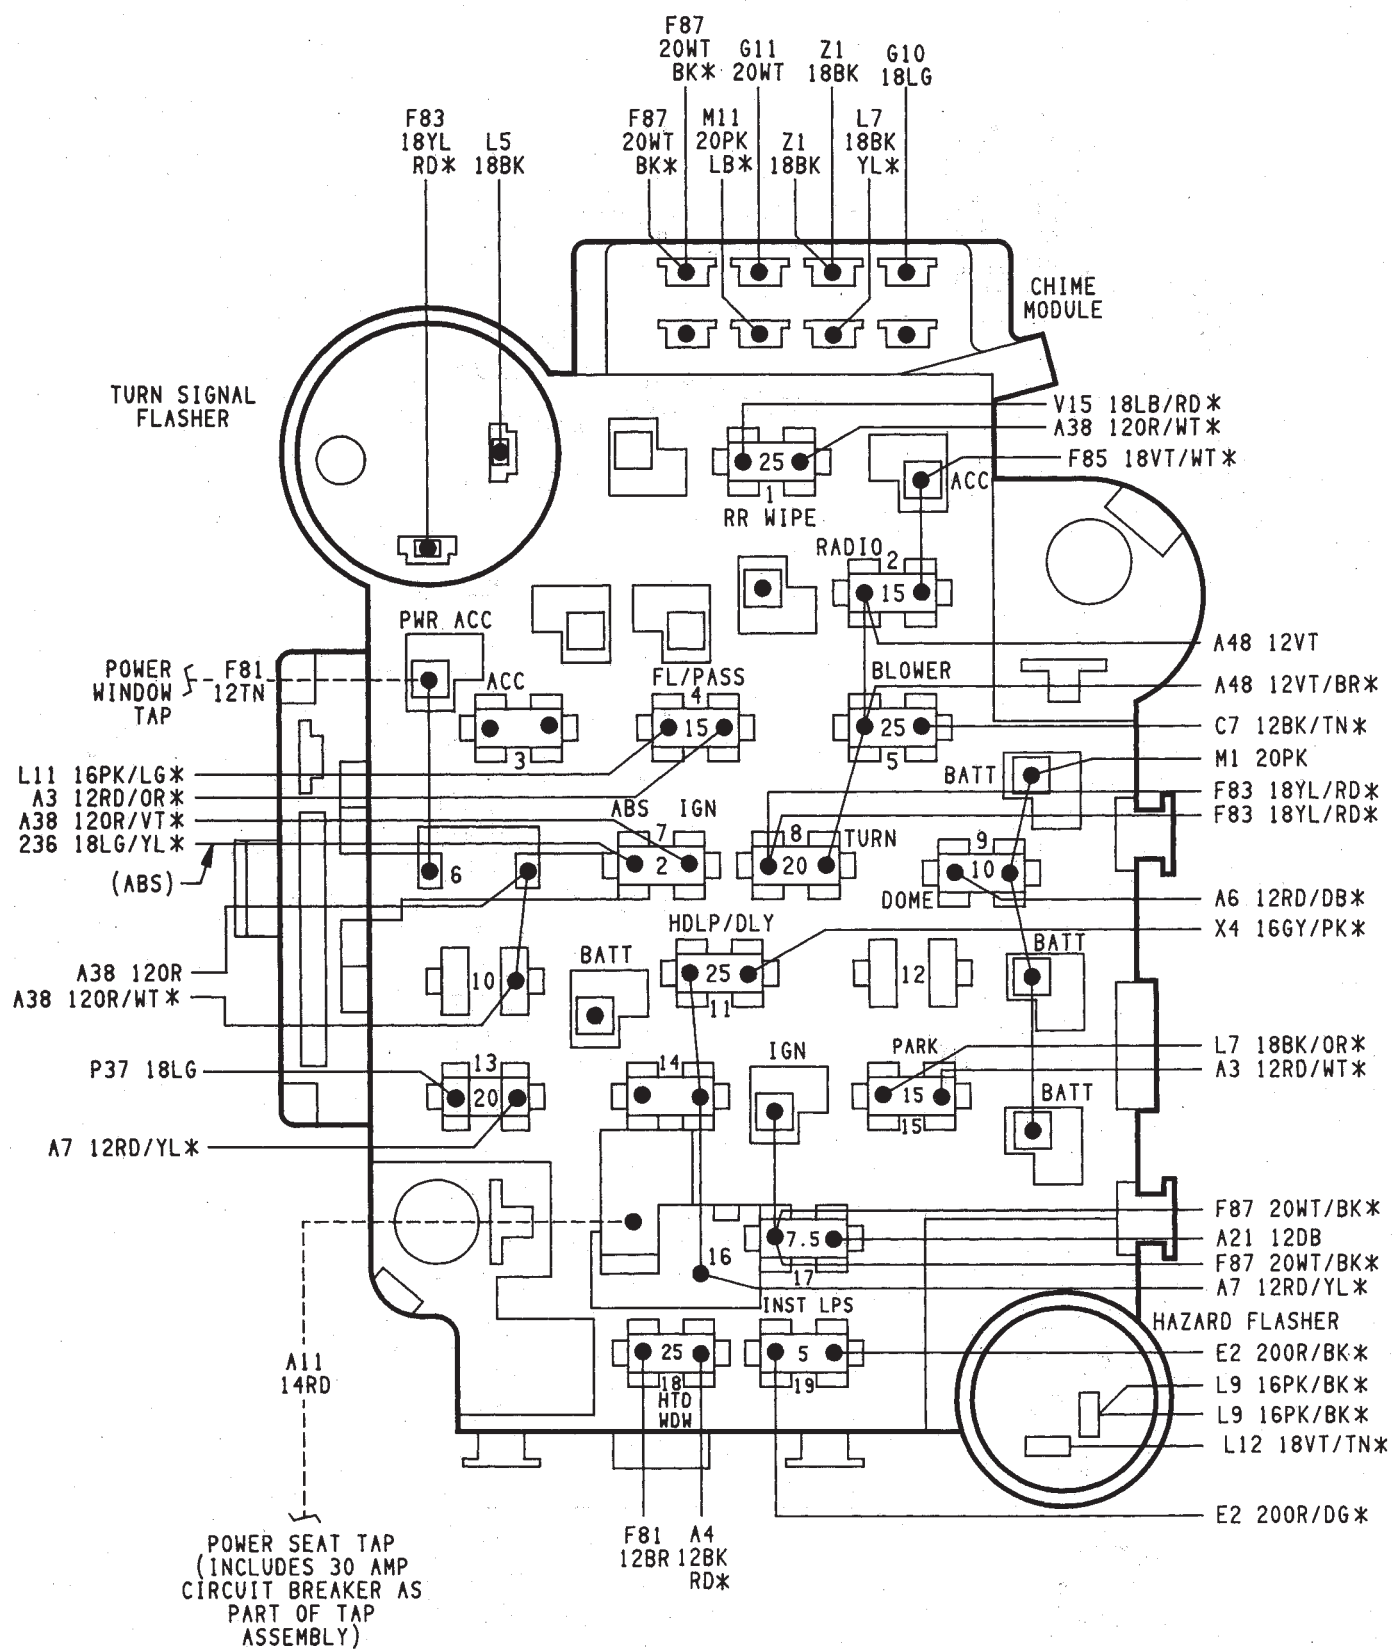 F87
20WT
BK*
G11
20WT
Z1
18BK
G10
18LG
F83
18YL
RD*
L5
18BK
F87
20WT
BK*
M11
20PK
LB*
Z1
18BK
L7
18BK
YL*
CHIME
MODULE
TURN SIGNAL
FLASHER
V15 18LB/RD*
A38 12OR/WT*
F85 18VT/WT*
25
1
RR WIPE
ACC
RADIO
2
15
PWR ACC
POWER
WINDOW
TAP
F81
12TN
A48 12VT
ACC
3
FL/PASS
4
15
BLOWER
25
5
A48 12VT/BR*
C7 12BK/TN*
M1 20PK
BATT
L11 16PK/LG*
A3 12RD/OR*
A38 12OR/VT*
236 18LG/YL*
(ABS)
F83 18YL/RD*
F83 18YL/RD*
ABS IGN
7
2
8
20
TURN
9
10
DOME
6
A6 12RD/DB*
X4 16GY/PK*
HDLP/DLY
25
11
BATT
BATT
A38 12OR
A38 12OR/WT*
10
12
P37 18LG
13
20
14
IGN
PARK
15
15
BATT
L7 18BK/OR*
A3 12RD/WT*
A7 12RD/YL*
16
7.5
17
F87 20WT/BK*
A21 12DB
F87 20WT/BK*
A7 12RD/YL*
INST LPS
HAZARD FLASHER
A11
14RD
25
18
HTD
WDW
5
19
E2 20OR/BK*
L9 16PK/BK*
L9 16PK/BK*
L12 18VT/TN*
E2 20OR/DG*
F81
12BR
A4
12BK
RD*
POWER SEAT TAP
(INCLUDES 30 AMP
CIRCUIT BREAKER AS
PART OF TAP
ASSEMBLY)